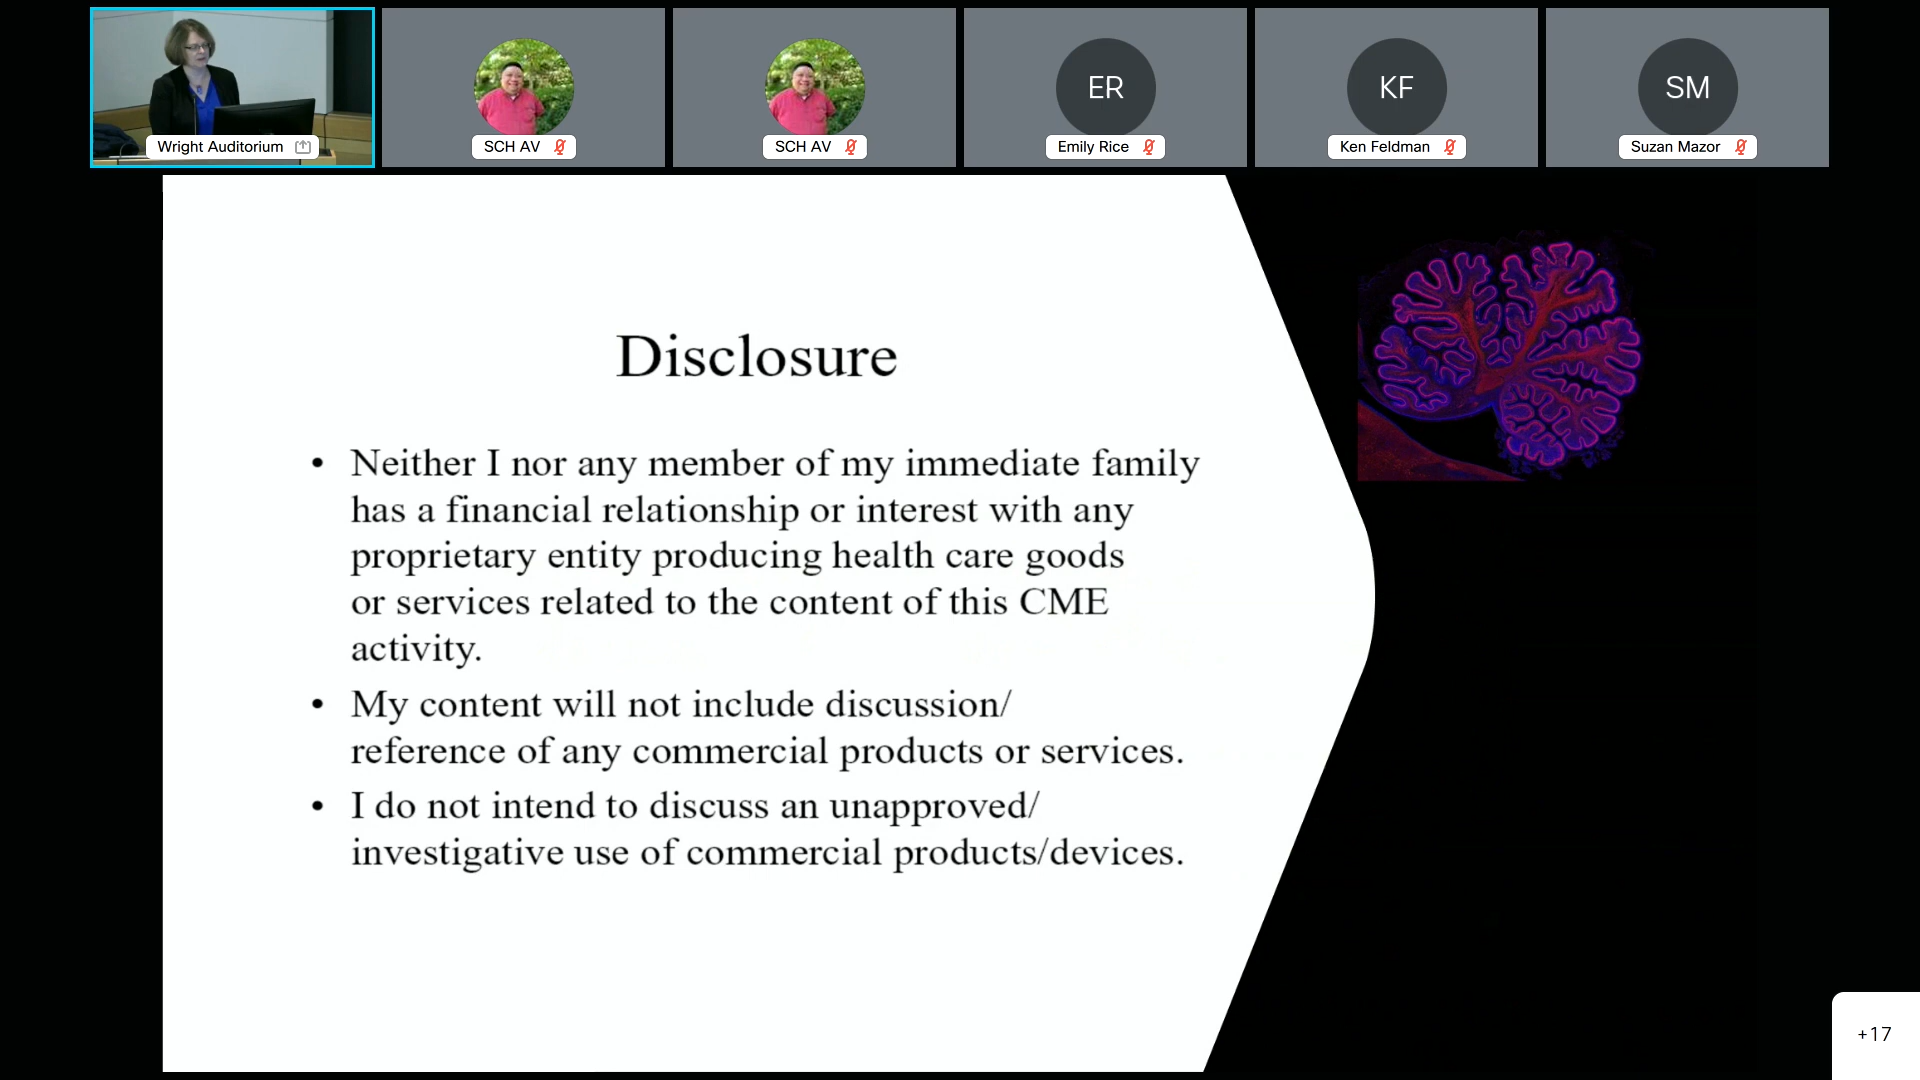 Wright Auditorium
SCH AV
SCH AV
ER
Emily Rice
KF
Ken Feldman
SM
Suzan Mazor
Disclosure
• Neither I nor any member of my immediate family
has a financial relationship or interest with any
proprietary entity producing health care goods
or services related to the content of this CME
activity.
• My content will not include discussion/
reference of any commercial products or services.
• I do not intend to discuss an unapproved/
investigative use of commercial products/devices.
+17